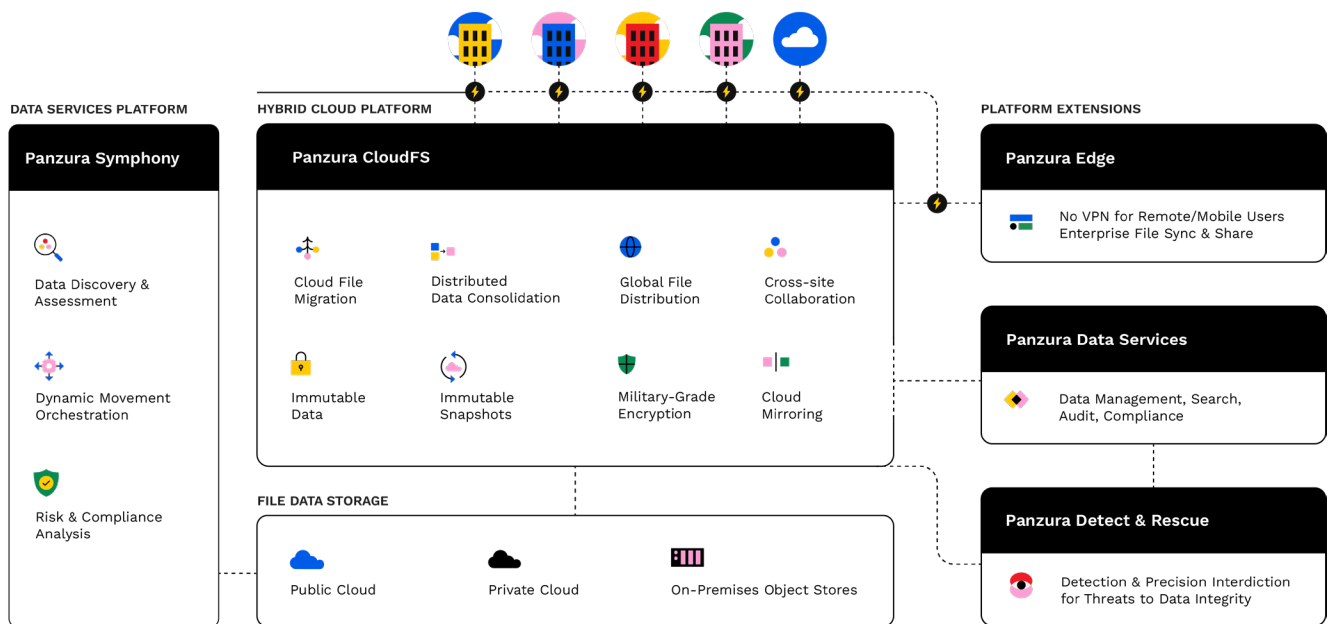 DATA SERVICES PLATFORM
Panzura Symphony
Data Discovery &
Assessment
Dynamic Movement
Orchestration
Risk & Compliance
Analysis
HYBRID CLOUD PLATFORM
Panzura CloudFS
Cloud File
Migration
Distributed
Data Consolidation
Global File
Distribution
Cross-site
Collaboration
Immutable
Data
Immutable
Snapshots
Military-Grade
Encryption
Cloud
Mirroring
FILE DATA STORAGE
Public Cloud
Private Cloud
On-Premises Object Stores
PLATFORM EXTENSIONS
Panzura Edge
No VPN for Remote/Mobile Users
Enterprise File Sync & Share
Panzura Data Services
Data Management, Search,
Audit, Compliance
Panzura Detect & Rescue
Detection & Precision Interdiction
for Threats to Data Integrity